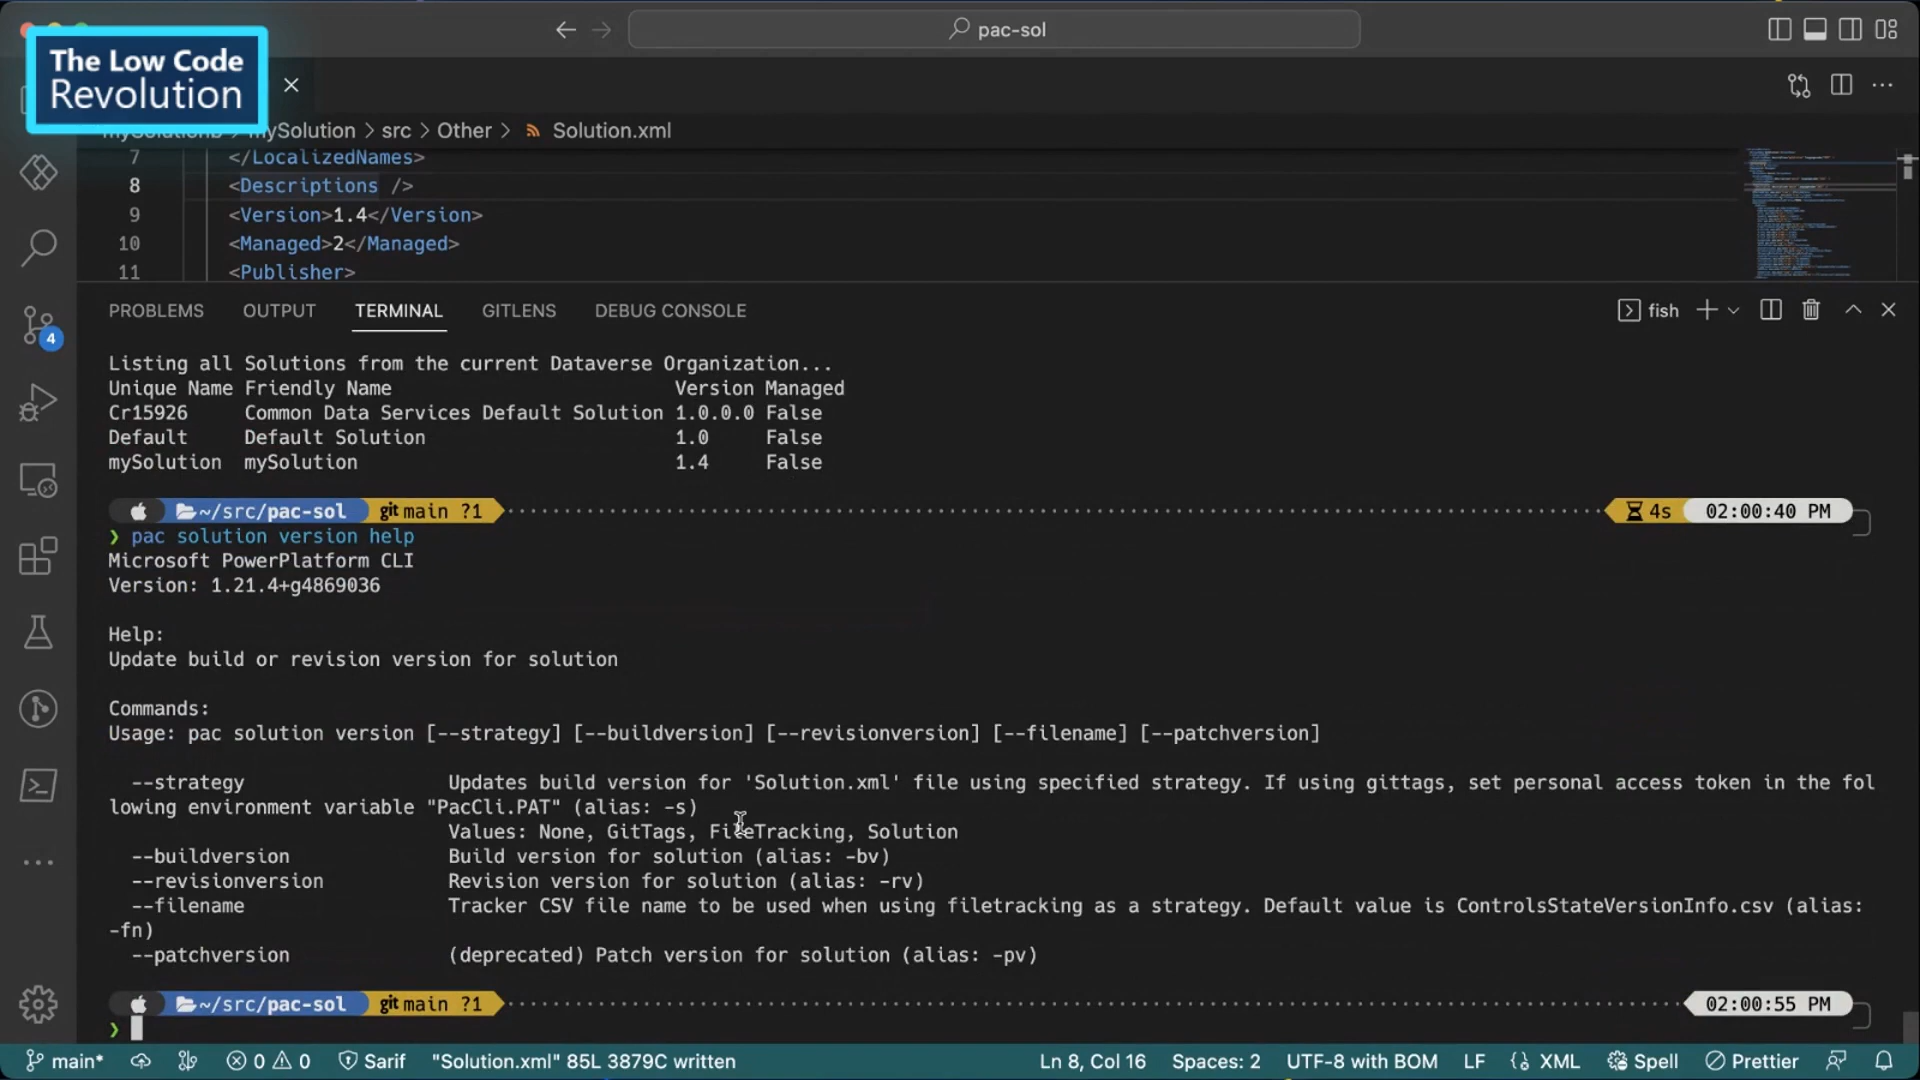 pac-sol
The Low Code
Revolution
mySolution > src > Other > Solution.xml
7 </LocalizedNames>
8 <Descriptions />
9 <Version>1.4</Version>
10 <Managed>2</Managed>
11 <Publisher>
PROBLEMS OUTPUT TERMINAL GITLENS DEBUG CONSOLE fish
Listing all Solutions from the current Dataverse Organization...
Unique Name Friendly Name Version Managed
Cr15926 Common Data Services Default Solution 1.0.0.0 False
Default Default Solution 1.0 False
mySolution mySolution 1.4 False
~/src/pac-sol git main ?1 4s 02:00:40 PM
❯ pac solution version help
Microsoft PowerPlatform CLI
Version: 1.21.4+g4869036
Help:
Update build or revision version for solution
Commands:
Usage: pac solution version [--strategy] [--buildversion] [--revisionversion] [--filename] [--patchversion]
--strategy Updates build version for 'Solution.xml' file using specified strategy. If using gittags, set personal access token in the fol
lowing environment variable "PacCli.PAT" (alias: -s)
Values: None, GitTags, FileTracking, Solution
--buildversion Build version for solution (alias: -bv)
--revisionversion Revision version for solution (alias: -rv)
--filename Tracker CSV file name to be used when using filetracking as a strategy. Default value is ControlsStateVersionInfo.csv (alias:
-fn)
--patchversion (deprecated) Patch version for solution (alias: -pv)
~/src/pac-sol git main ?1 02:00:55 PM
❯
4
main* 0 0 Sarif "Solution.xml" 85L 3879C written Ln 8, Col 16 Spaces: 2 UTF-8 with BOM LF XML Spell Prettier